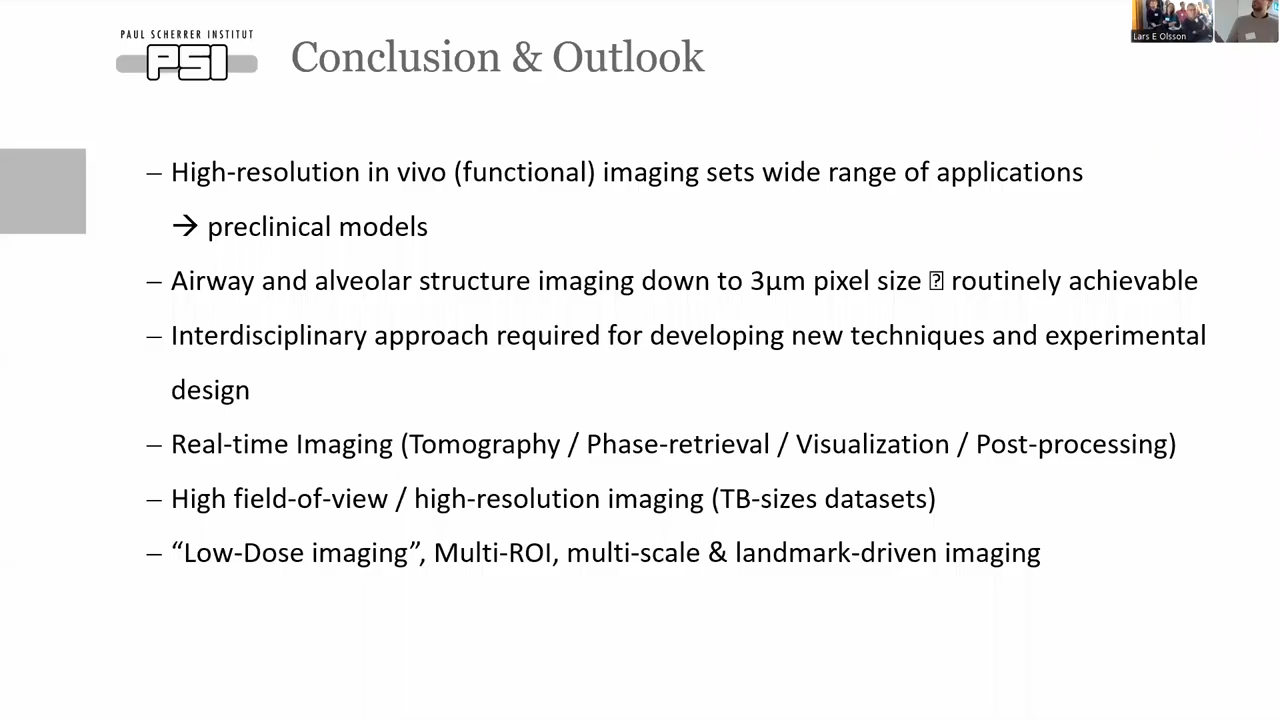 PAUL SCHERRER INSTITUT
PSI
Conclusion & Outlook
Lars E Olsson
– High-resolution in vivo (functional) imaging sets wide range of applications
→ preclinical models
– Airway and alveolar structure imaging down to 3µm pixel size ⍰ routinely achievable
– Interdisciplinary approach required for developing new techniques and experimental
design
– Real-time Imaging (Tomography / Phase-retrieval / Visualization / Post-processing)
– High field-of-view / high-resolution imaging (TB-sizes datasets)
– “Low-Dose imaging”, Multi-ROI, multi-scale & landmark-driven imaging